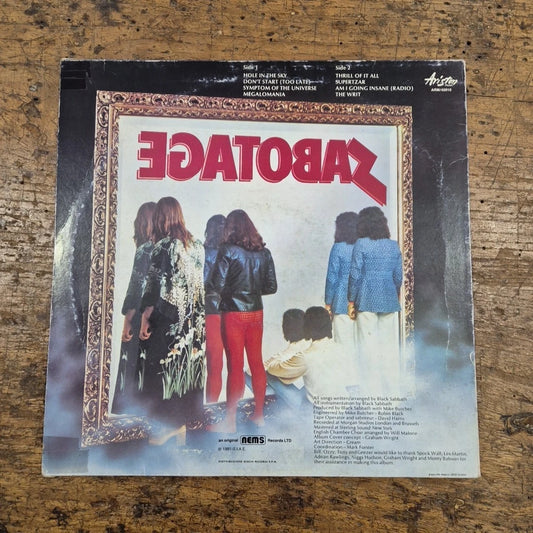 Side 1
HOLE IN THE SKY
DON'T START (TOO LATE)
SYMPTOM OF THE UNIVERSE
MEGALOMANIA
Side 2
THRILL OF IT ALL
SUPERTZAR
AM I GOING INSANE (RADIO)
THE WRIT
Ariston
SABOTAGE
All songs written/arranged by Black Sabbath
All instrumentation by Black Sabbath
Produced by Black Sabbath with Mike Butcher
Engineered by Mike Butcher - Robin Black
Tape Operator and saboteur - David Harris
Recorded at Morgan Studios London and Brussels
Mastered at Sterling Sound New York
English Chamber Choir arranged by Will Malone
Album Cover concept - Graham Wright
Art Direction - Cream
Coordination - Mark Forster
Bill, Ozzy, Tony and Geezer would like to thank Spock Wall, Les Martin,
Adrian Rawlings, Nigga Hudson, Graham Wright and
their assistance in making this album.
an original nems Records LTD